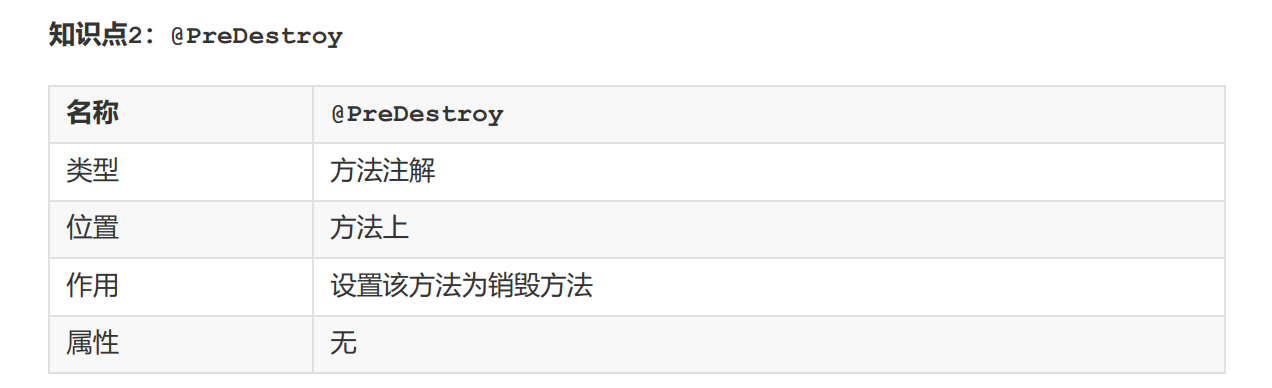 知识点2：@PreDestroy
名称 @PreDestroy
类型 方法注解
位置 方法上
作用 设置该方法为销毁方法
属性 无